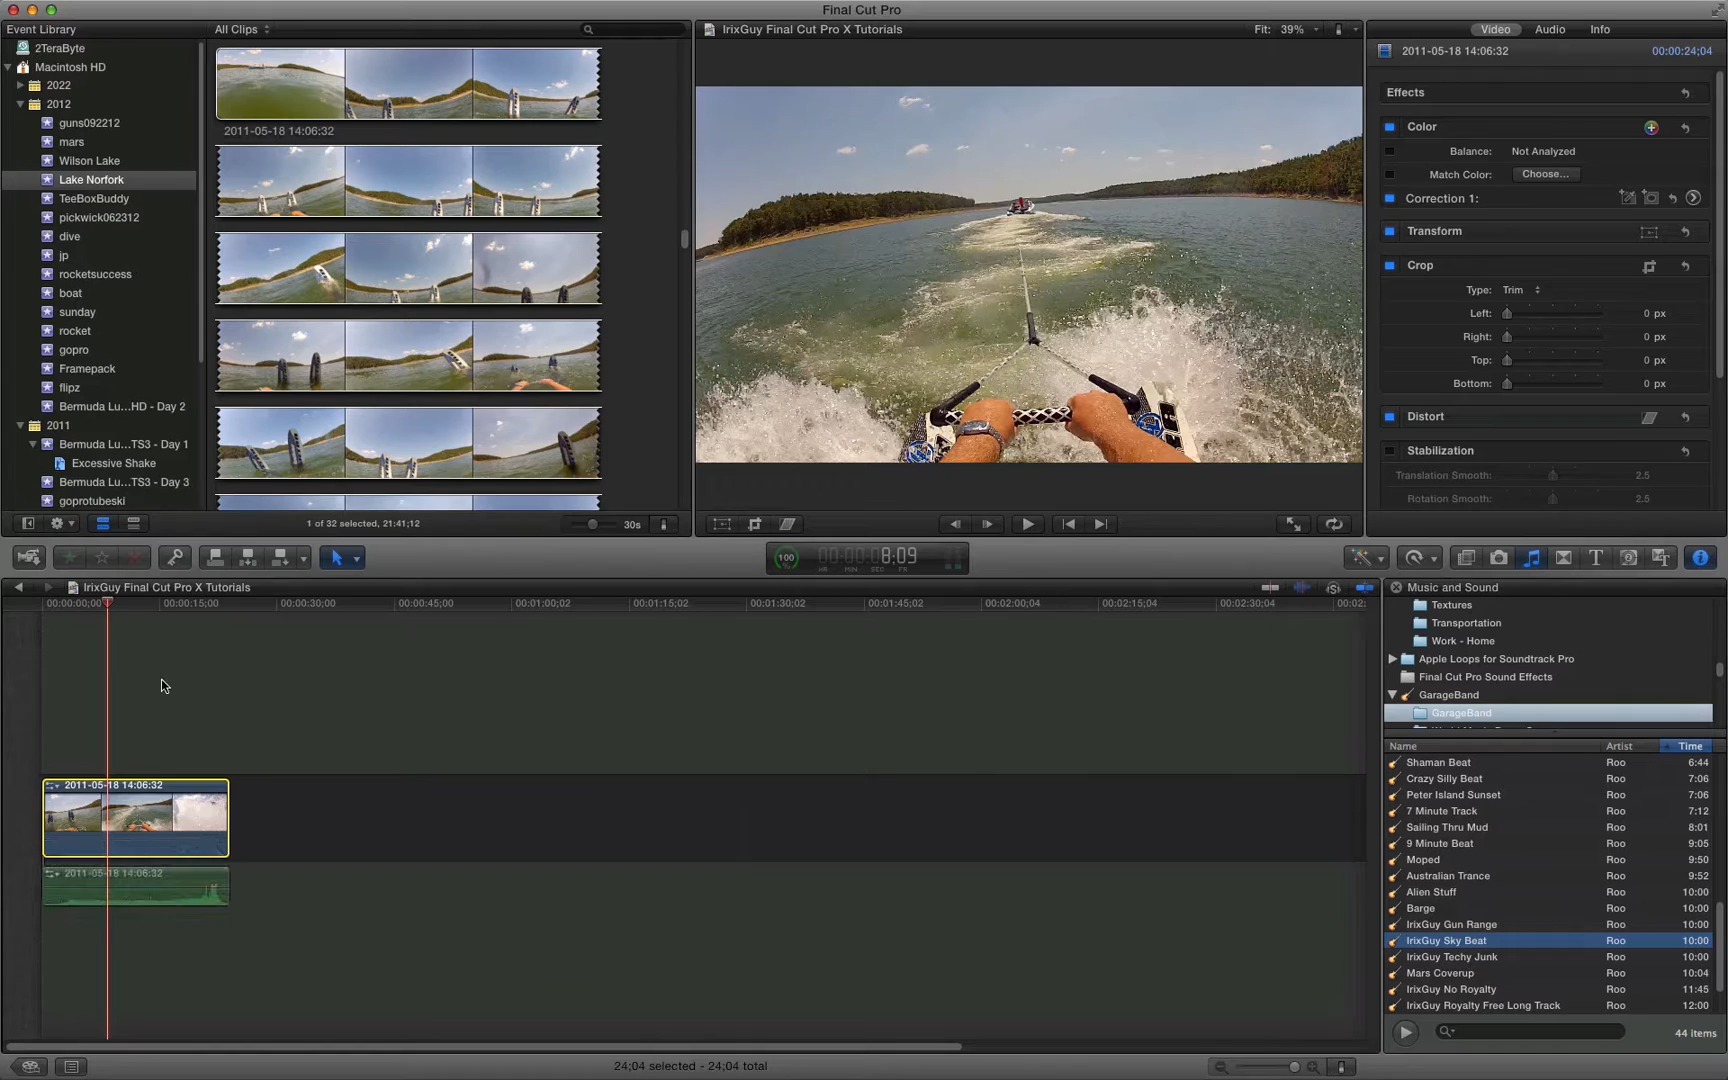 Final Cut Pro
Event Library
2TeraByte
Macintosh HD
2022
2012
guns092212
mars
Wilson Lake
Lake Norfork
TeeBoxBuddy
pickwick062312
dive
jp
rocketsuccess
boat
sunday
rocket
gopro
Framepack
flipz
Bermuda Lu...HD - Day 2
2011
Bermuda Lu...TS3 - Day 1
Excessive Shake
Bermuda Lu...TS3 - Day 3
goprotubeski
All Clips
2011-05-18 14:06:32
1 of 32 selected, 21:41;12
30s
IrixGuy Final Cut Pro X Tutorials
Fit: 39%
Video Audio Info
2011-05-18 14:06:32 00:00:24;04
Effects
Color
Balance: Not Analyzed
Match Color: Choose...
Correction 1:
Transform
Crop
Type: Trim
Left: 0 px
Right: 0 px
Top: 0 px
Bottom: 0 px
Distort
Stabilization
Translation Smooth: 2.5
Rotation Smooth: 2.5
100 00:00:08:09
HR MIN SEC FR
IrixGuy Final Cut Pro X Tutorials
00:00:00;00 00:00:15;00 00:00:30;00 00:00:45;00 00:01:00;02 00:01:15;02 00:01:30;02 00:01:45;02 00:02:00;04 00:02:15;04 00:02:30;04 00:02:
2011-05-18 14:06:32
2011-05-18 14:06:32
24;04 selected - 24;04 total
Music and Sound
Textures
Transportation
Work - Home
Apple Loops for Soundtrack Pro
Final Cut Pro Sound Effects
GarageBand
GarageBand
Name Artist Time
Shaman Beat Roo 6:44
Crazy Silly Beat Roo 7:06
Peter Island Sunset Roo 7:06
7 Minute Track Roo 7:12
Sailing Thru Mud Roo 8:01
9 Minute Beat Roo 9:05
Moped Roo 9:50
Australian Trance Roo 9:52
Alien Stuff Roo 10:00
Barge Roo 10:00
IrixGuy Gun Range Roo 10:00
IrixGuy Sky Beat Roo 10:00
IrixGuy Techy Junk Roo 10:00
Mars Coverup Roo 10:04
IrixGuy No Royalty Roo 11:45
IrixGuy Royalty Free Long Track Roo 12:00
44 items